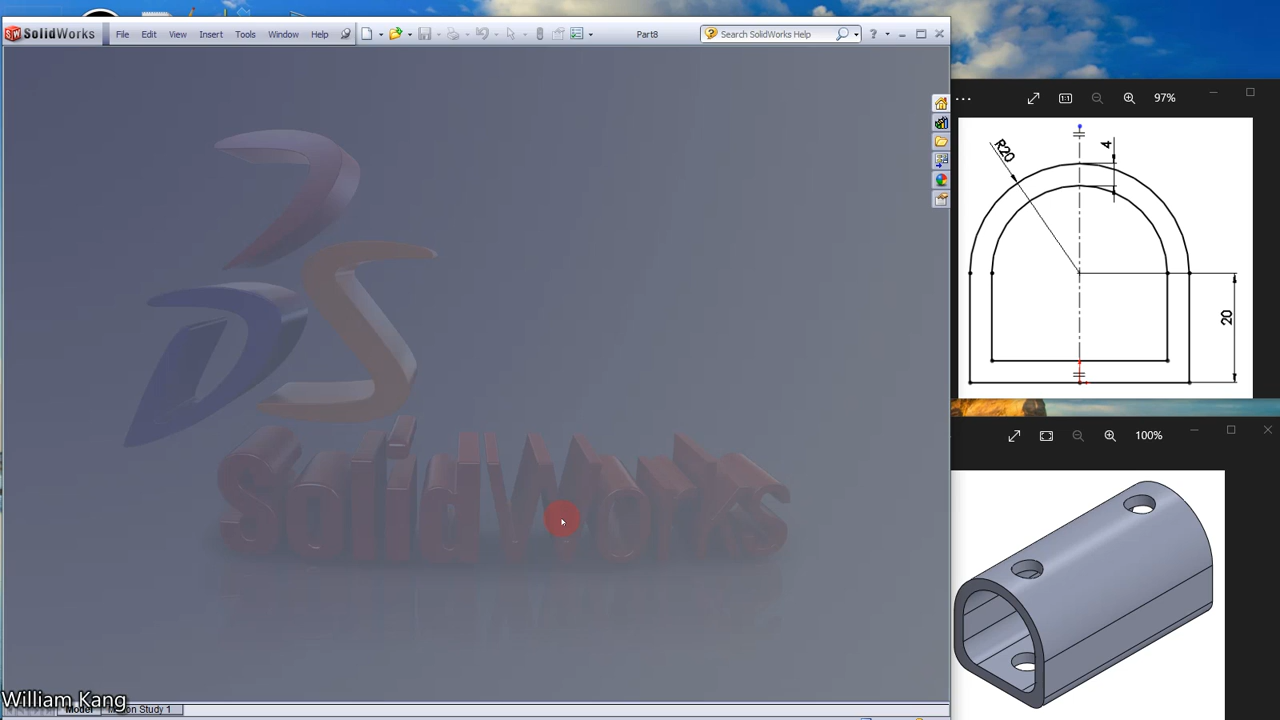 SolidWorks File Edit View Insert Tools Window Help Part8 Search SolidWorks Help ?
97%
R20
4
20
100%
SolidWorks
William Kang
Model Motion Study 1